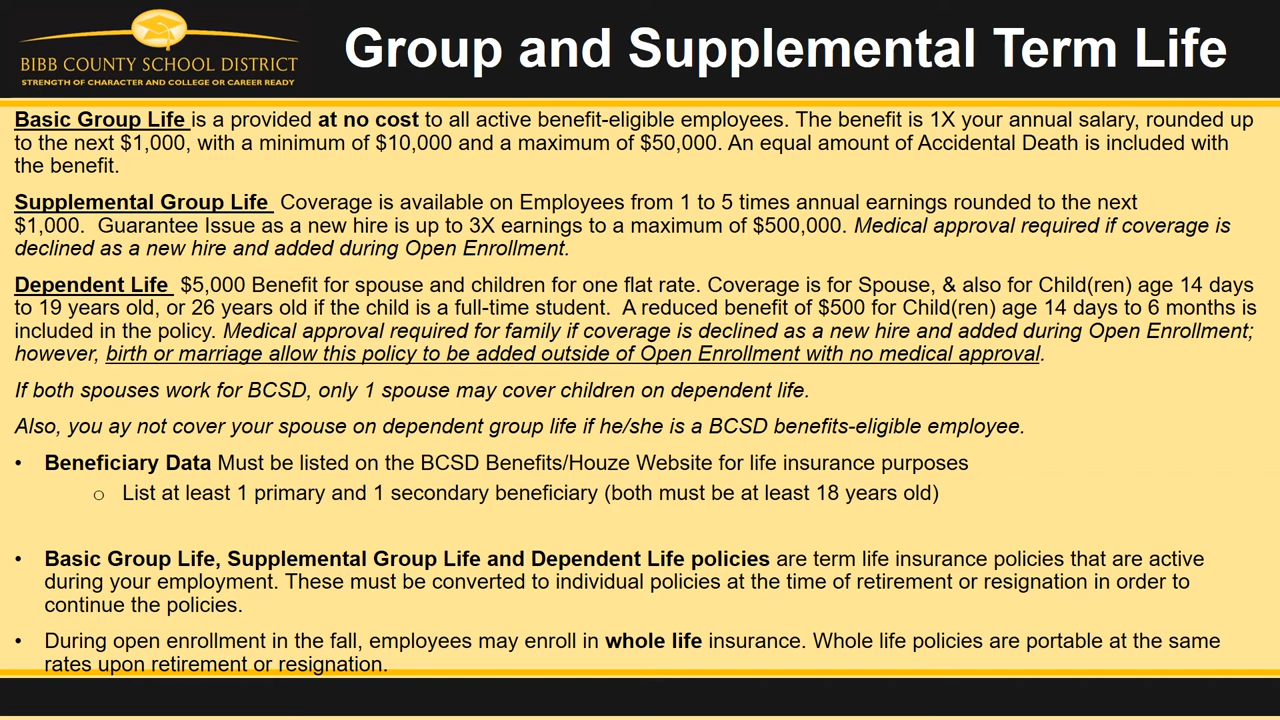 BIBB COUNTY SCHOOL DISTRICT
STRENGTH OF CHARACTER AND COLLEGE OR CAREER READY
Group and Supplemental Term Life
Basic Group Life is a provided at no cost to all active benefit-eligible employees. The benefit is 1X your annual salary, rounded up
to the next $1,000, with a minimum of $10,000 and a maximum of $50,000. An equal amount of Accidental Death is included with
the benefit.
Supplemental Group Life  Coverage is available on Employees from 1 to 5 times annual earnings rounded to the next
$1,000.  Guarantee Issue as a new hire is up to 3X earnings to a maximum of $500,000. Medical approval required if coverage is
declined as a new hire and added during Open Enrollment.
Dependent Life  $5,000 Benefit for spouse and children for one flat rate. Coverage is for Spouse, & also for Child(ren) age 14 days
to 19 years old, or 26 years old if the child is a full-time student.  A reduced benefit of $500 for Child(ren) age 14 days to 6 months is
included in the policy. Medical approval required for family if coverage is declined as a new hire and added during Open Enrollment;
however, birth or marriage allow this policy to be added outside of Open Enrollment with no medical approval.
If both spouses work for BCSD, only 1 spouse may cover children on dependent life.
Also, you ay not cover your spouse on dependent group life if he/she is a BCSD benefits-eligible employee.
• Beneficiary Data Must be listed on the BCSD Benefits/Houze Website for life insurance purposes
o List at least 1 primary and 1 secondary beneficiary (both must be at least 18 years old)
• Basic Group Life, Supplemental Group Life and Dependent Life policies are term life insurance policies that are active
during your employment. These must be converted to individual policies at the time of retirement or resignation in order to
continue the policies.
• During open enrollment in the fall, employees may enroll in whole life insurance. Whole life policies are portable at the same
rates upon retirement or resignation.